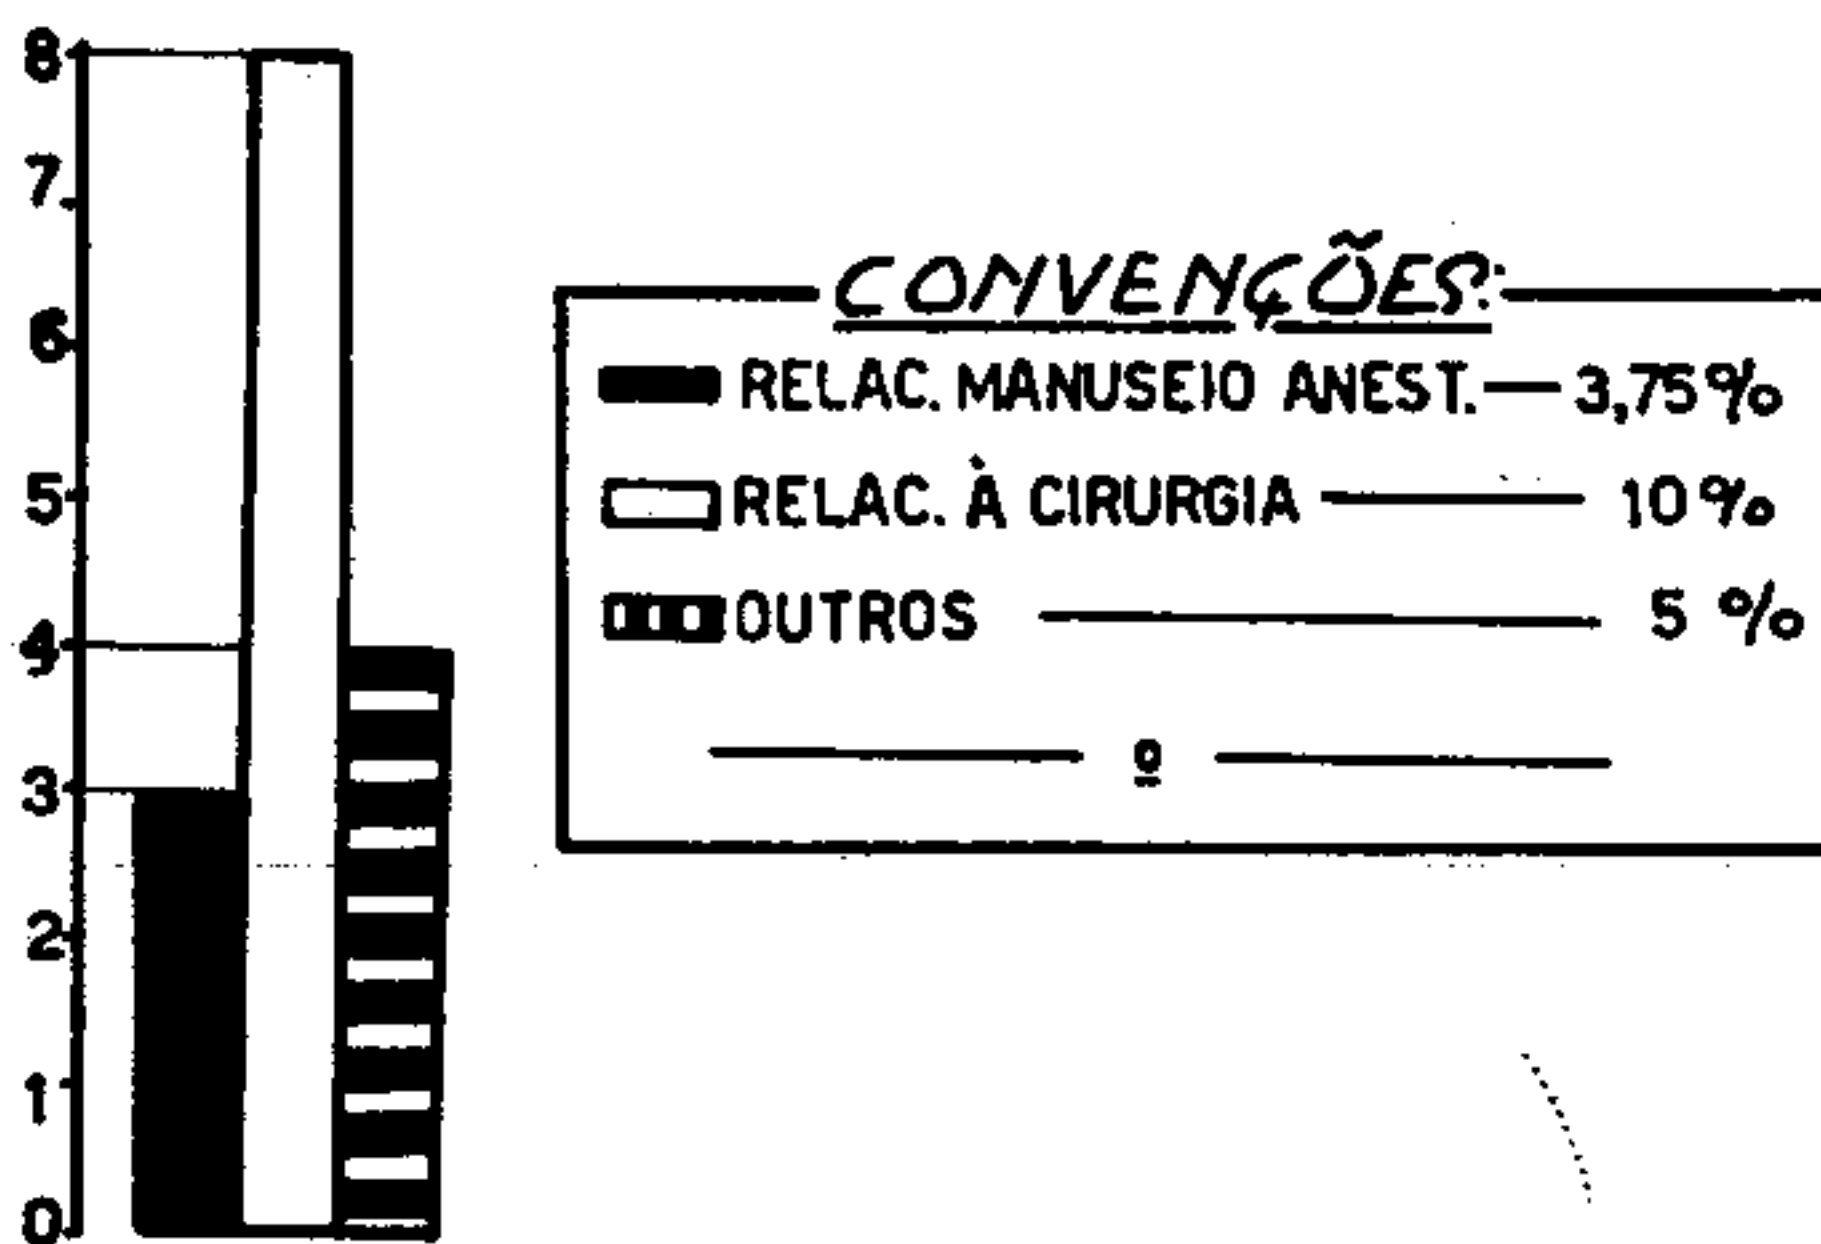 8
7
6
5
4
3
2
1
0
CONVENÇÕES:
RELAC. MANUSEIO ANEST. — 3,75%
RELAC. À CIRURGIA — 10%
OUTROS — 5 %
o